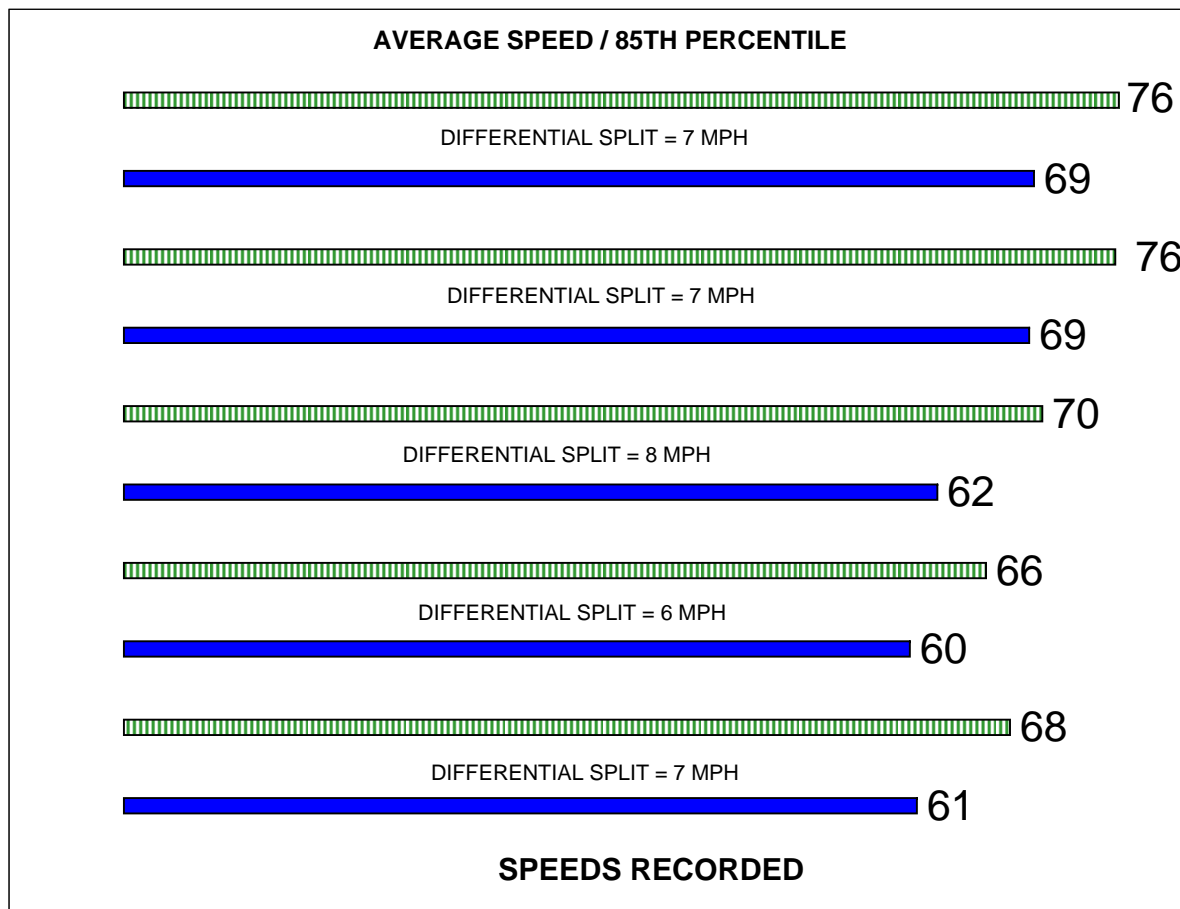 AVERAGE SPEED / 85TH PERCENTILE
76
DIFFERENTIAL SPLIT = 7 MPH
69
76
DIFFERENTIAL SPLIT = 7 MPH
69
70
DIFFERENTIAL SPLIT = 8 MPH
62
66
DIFFERENTIAL SPLIT = 6 MPH
60
68
DIFFERENTIAL SPLIT = 7 MPH
61
SPEEDS RECORDED